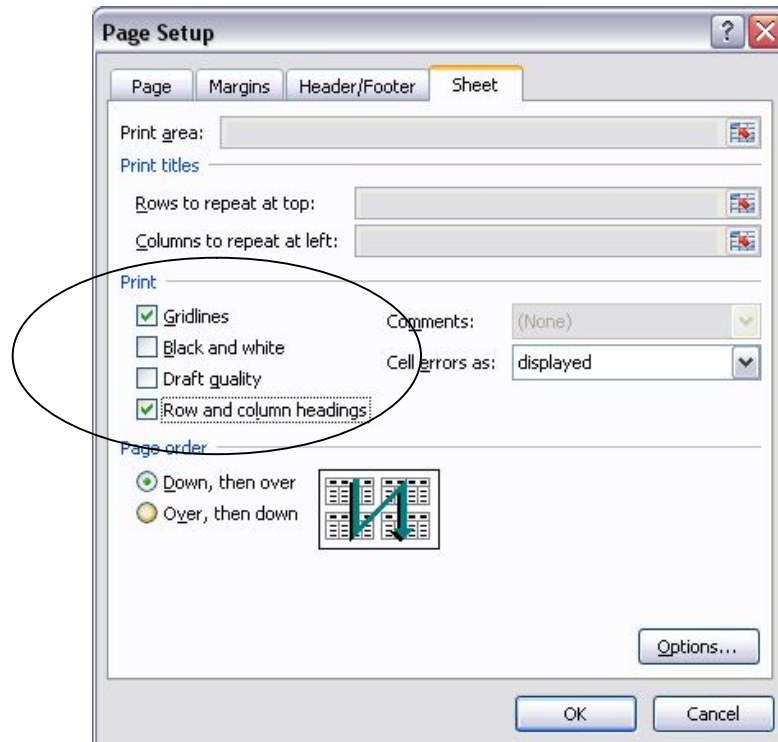 Page Setup
Page Margins Header/Footer Sheet
Print area:
Print titles
Rows to repeat at top:
Columns to repeat at left:
Print
Gridlines
Black and white
Draft quality
Row and column headings
Comments: (None)
Cell errors as: displayed
Page order
Down, then over
Over, then down
Options...
OK Cancel